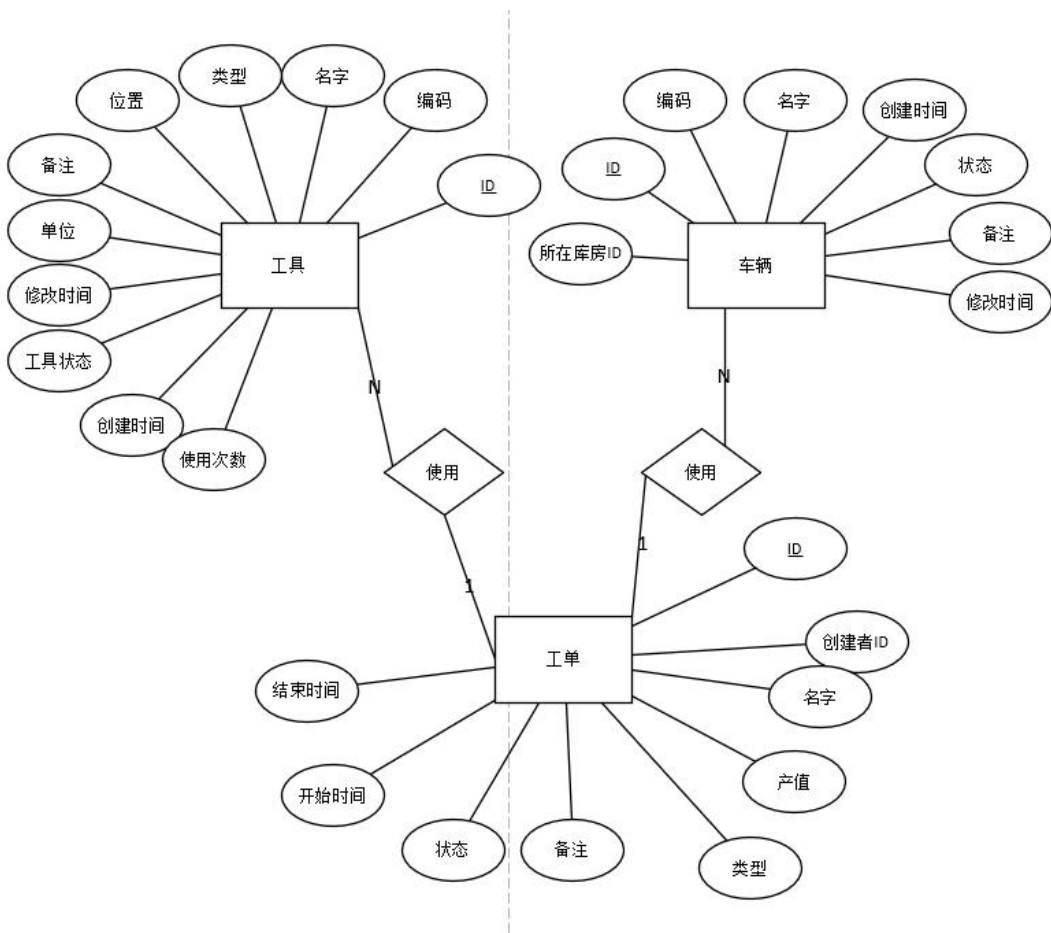 类型
名字
位置
编码
备注
ID
单位
工具
修改时间
工具状态
创建时间
使用次数
编码
名字
创建时间
ID
状态
所在库房ID
车辆
备注
修改时间
N
N
使用
使用
1
1
ID
工单
创建者ID
结束时间
名字
开始时间
产值
状态
备注
类型